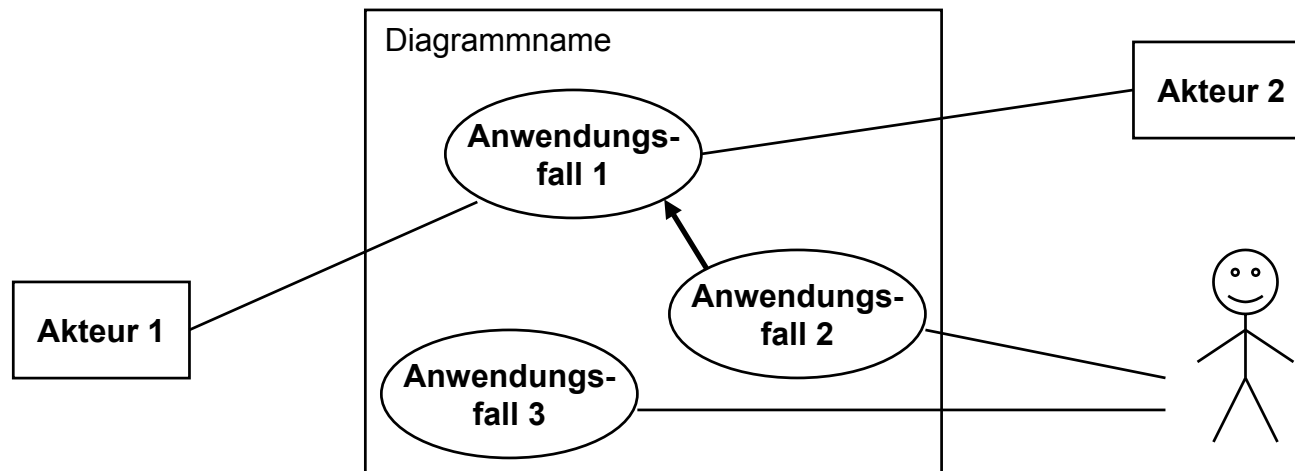 Diagrammname
Akteur 2
Anwendungs-
fall 1
Anwendungs-
fall 2
Akteur 1
Anwendungs-
fall 3